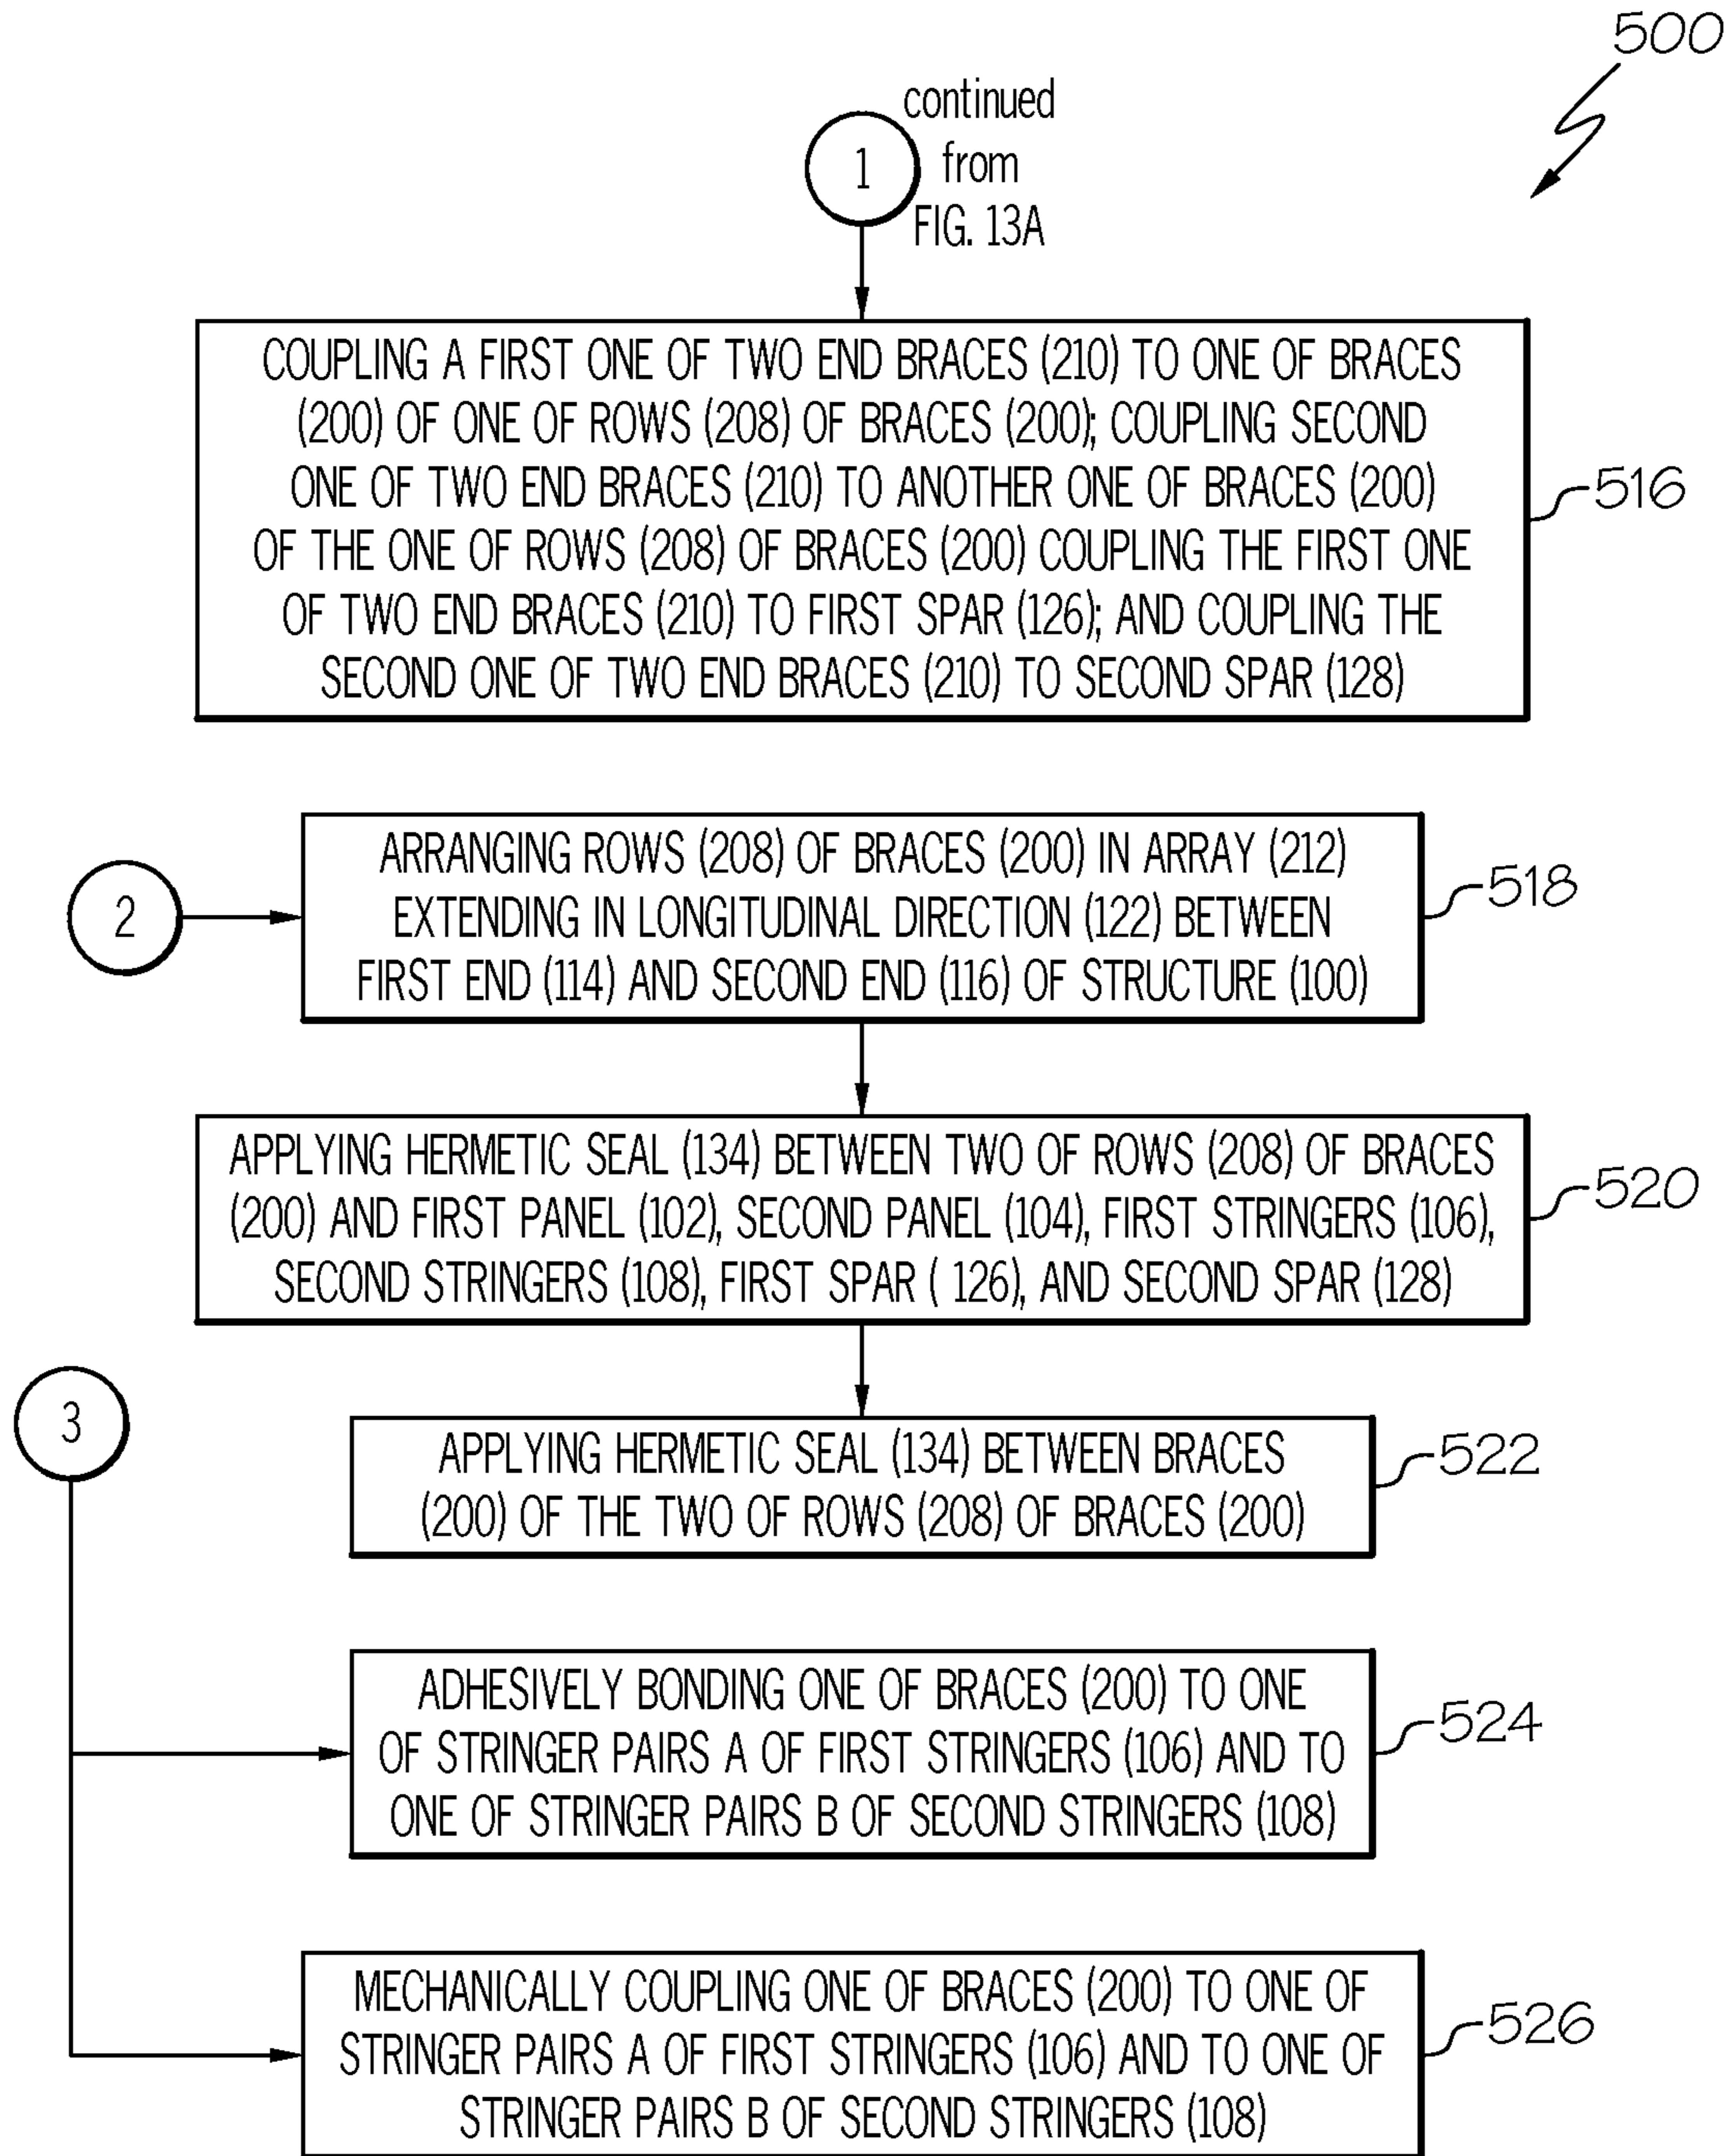 500
continued
1 from
FIG. 13A
COUPLING A FIRST ONE OF TWO END BRACES (210) TO ONE OF BRACES
(200) OF ONE OF ROWS (208) OF BRACES (200); COUPLING SECOND
ONE OF TWO END BRACES (210) TO ANOTHER ONE OF BRACES (200)
OF THE ONE OF ROWS (208) OF BRACES (200) COUPLING THE FIRST ONE
OF TWO END BRACES (210) TO FIRST SPAR (126); AND COUPLING THE
SECOND ONE OF TWO END BRACES (210) TO SECOND SPAR (128)
516
2
ARRANGING ROWS (208) OF BRACES (200) IN ARRAY (212)
EXTENDING IN LONGITUDINAL DIRECTION (122) BETWEEN
FIRST END (114) AND SECOND END (116) OF STRUCTURE (100)
518
APPLYING HERMETIC SEAL (134) BETWEEN TWO OF ROWS (208) OF BRACES
(200) AND FIRST PANEL (102), SECOND PANEL (104), FIRST STRINGERS (106),
SECOND STRINGERS (108), FIRST SPAR ( 126), AND SECOND SPAR (128)
520
3
APPLYING HERMETIC SEAL (134) BETWEEN BRACES
(200) OF THE TWO OF ROWS (208) OF BRACES (200)
522
ADHESIVELY BONDING ONE OF BRACES (200) TO ONE
OF STRINGER PAIRS A OF FIRST STRINGERS (106) AND TO
ONE OF STRINGER PAIRS B OF SECOND STRINGERS (108)
524
MECHANICALLY COUPLING ONE OF BRACES (200) TO ONE OF
STRINGER PAIRS A OF FIRST STRINGERS (106) AND TO ONE OF
STRINGER PAIRS B OF SECOND STRINGERS (108)
526